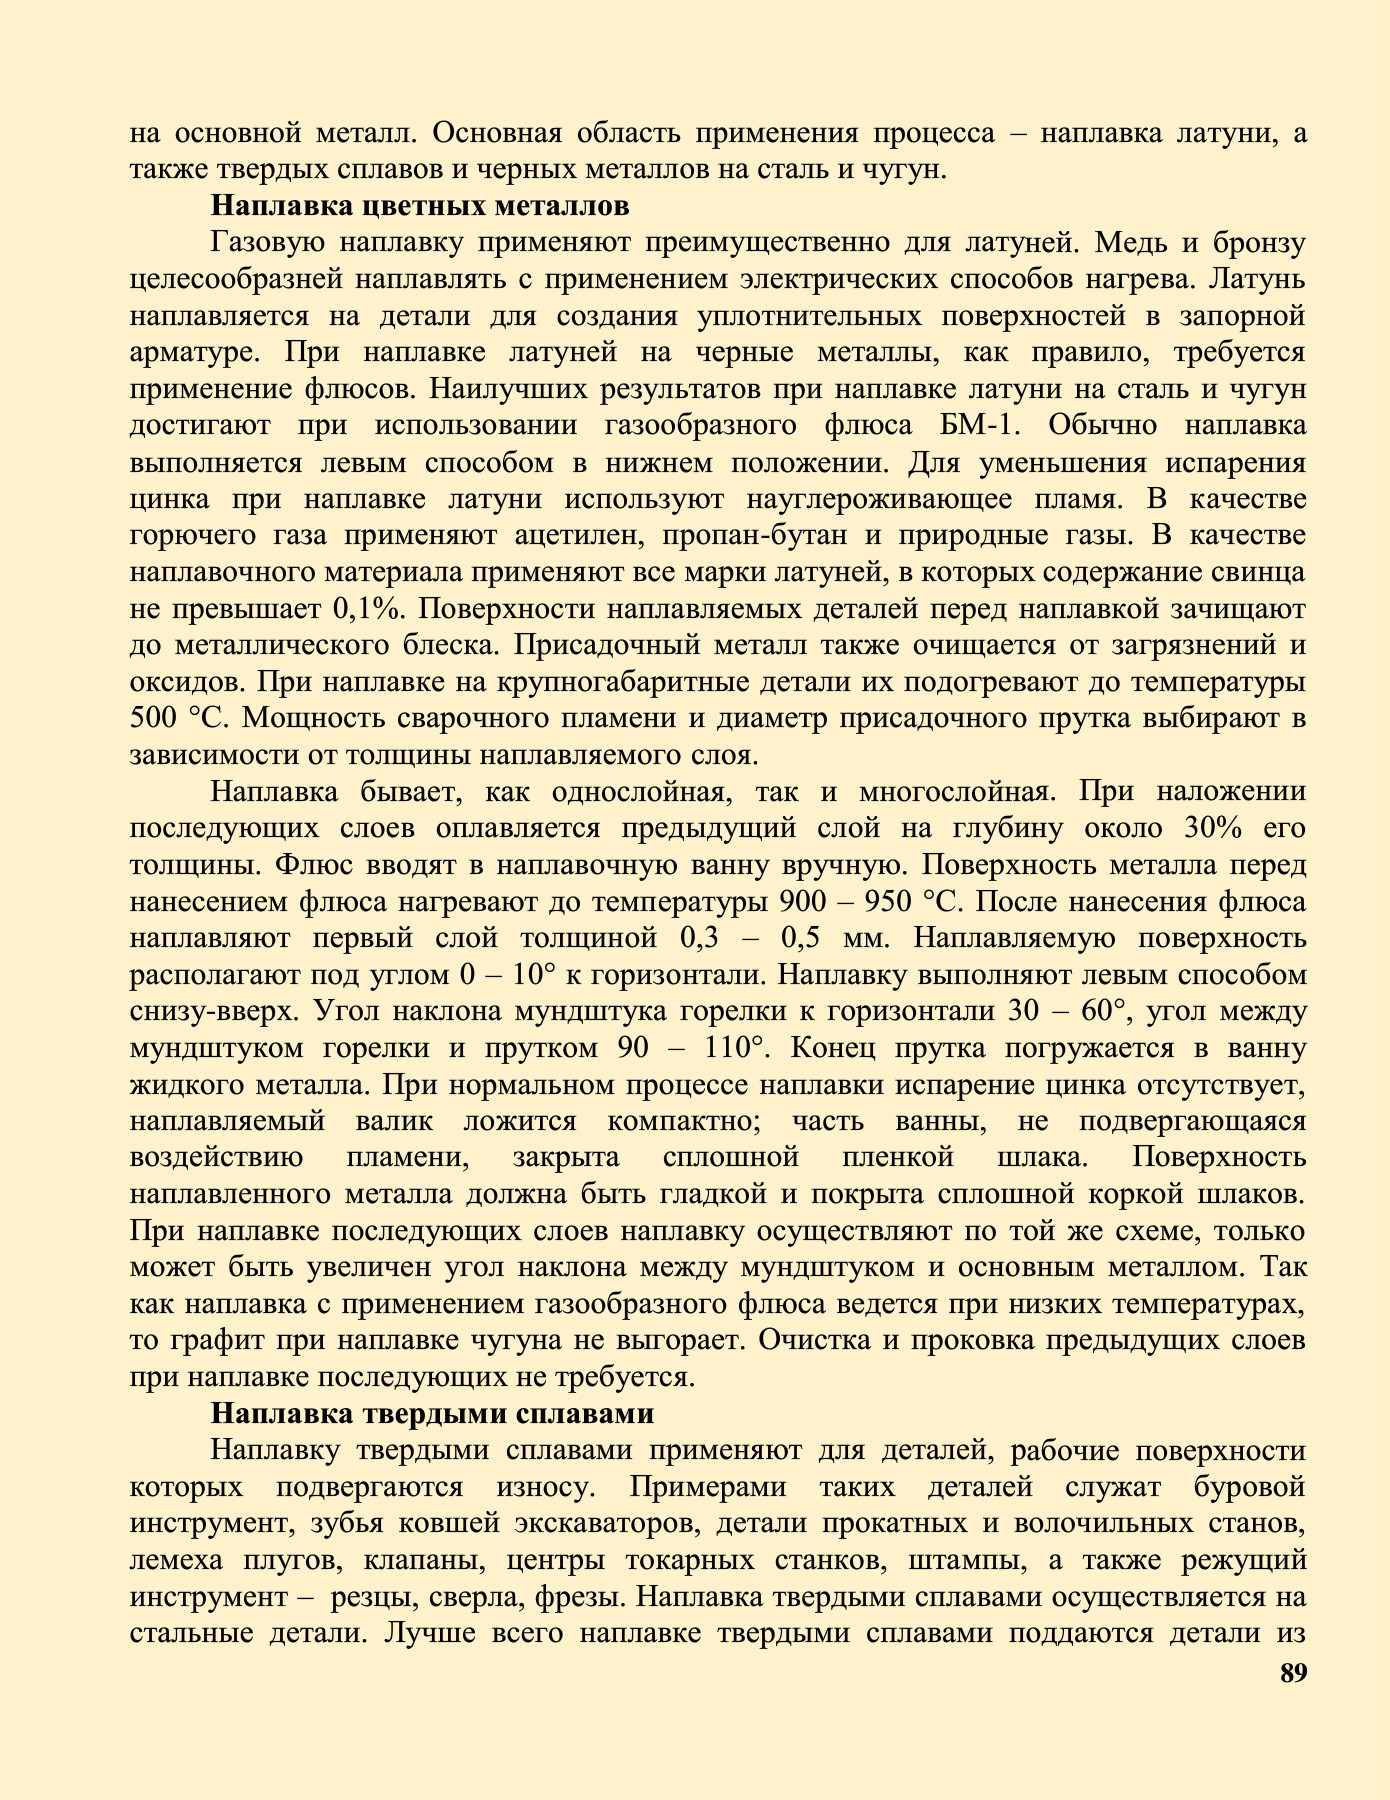 на основной металл. Основная область применения процесса – наплавка латуни, а
также твердых сплавов и черных металлов на сталь и чугун.
Наплавка цветных металлов
Газовую наплавку применяют преимущественно для латуней. Медь и бронзу
целесообразней наплавлять с применением электрических способов нагрева. Латунь
наплавляется на детали для создания уплотнительных поверхностей в запорной
арматуре. При наплавке латуней на черные металлы, как правило, требуется
применение флюсов. Наилучших результатов при наплавке латуни на сталь и чугун
достигают при использовании газообразного флюса БМ-1. Обычно наплавка
выполняется левым способом в нижнем положении. Для уменьшения испарения
цинка при наплавке латуни используют науглероживающее пламя. В качестве
горючего газа применяют ацетилен, пропан-бутан и природные газы. В качестве
наплавочного материала применяют все марки латуней, в которых содержание свинца
не превышает 0,1%. Поверхности наплавляемых деталей перед наплавкой зачищают
до металлического блеска. Присадочный металл также очищается от загрязнений и
оксидов. При наплавке на крупногабаритные детали их подогревают до температуры
500 °С. Мощность сварочного пламени и диаметр присадочного прутка выбирают в
зависимости от толщины наплавляемого слоя.
Наплавка бывает, как однослойная, так и многослойная. При наложении
последующих слоев оплавляется предыдущий слой на глубину около 30% его
толщины. Флюс вводят в наплавочную ванну вручную. Поверхность металла перед
нанесением флюса нагревают до температуры 900 – 950 °С. После нанесения флюса
наплавляют первый слой толщиной 0,3 – 0,5 мм. Наплавляемую поверхность
располагают под углом 0 – 10° к горизонтали. Наплавку выполняют левым способом
снизу-вверх. Угол наклона мундштука горелки к горизонтали 30 – 60°, угол между
мундштуком горелки и прутком 90 – 110°. Конец прутка погружается в ванну
жидкого металла. При нормальном процессе наплавки испарение цинка отсутствует,
наплавляемый валик ложится компактно; часть ванны, не подвергающаяся
воздействию пламени, закрыта сплошной пленкой шлака. Поверхность
наплавленного металла должна быть гладкой и покрыта сплошной коркой шлаков.
При наплавке последующих слоев наплавку осуществляют по той же схеме, только
может быть увеличен угол наклона между мундштуком и основным металлом. Так
как наплавка с применением газообразного флюса ведется при низких температурах,
то графит при наплавке чугуна не выгорает. Очистка и проковка предыдущих слоев
при наплавке последующих не требуется.
Наплавка твердыми сплавами
Наплавку твердыми сплавами применяют для деталей, рабочие поверхности
которых подвергаются износу. Примерами таких деталей служат буровой
инструмент, зубья ковшей экскаваторов, детали прокатных и волочильных станов,
лемеха плугов, клапаны, центры токарных станков, штампы, а также режущий
инструмент – резцы, сверла, фрезы. Наплавка твердыми сплавами осуществляется на
стальные детали. Лучше всего наплавке твердыми сплавами поддаются детали из
89